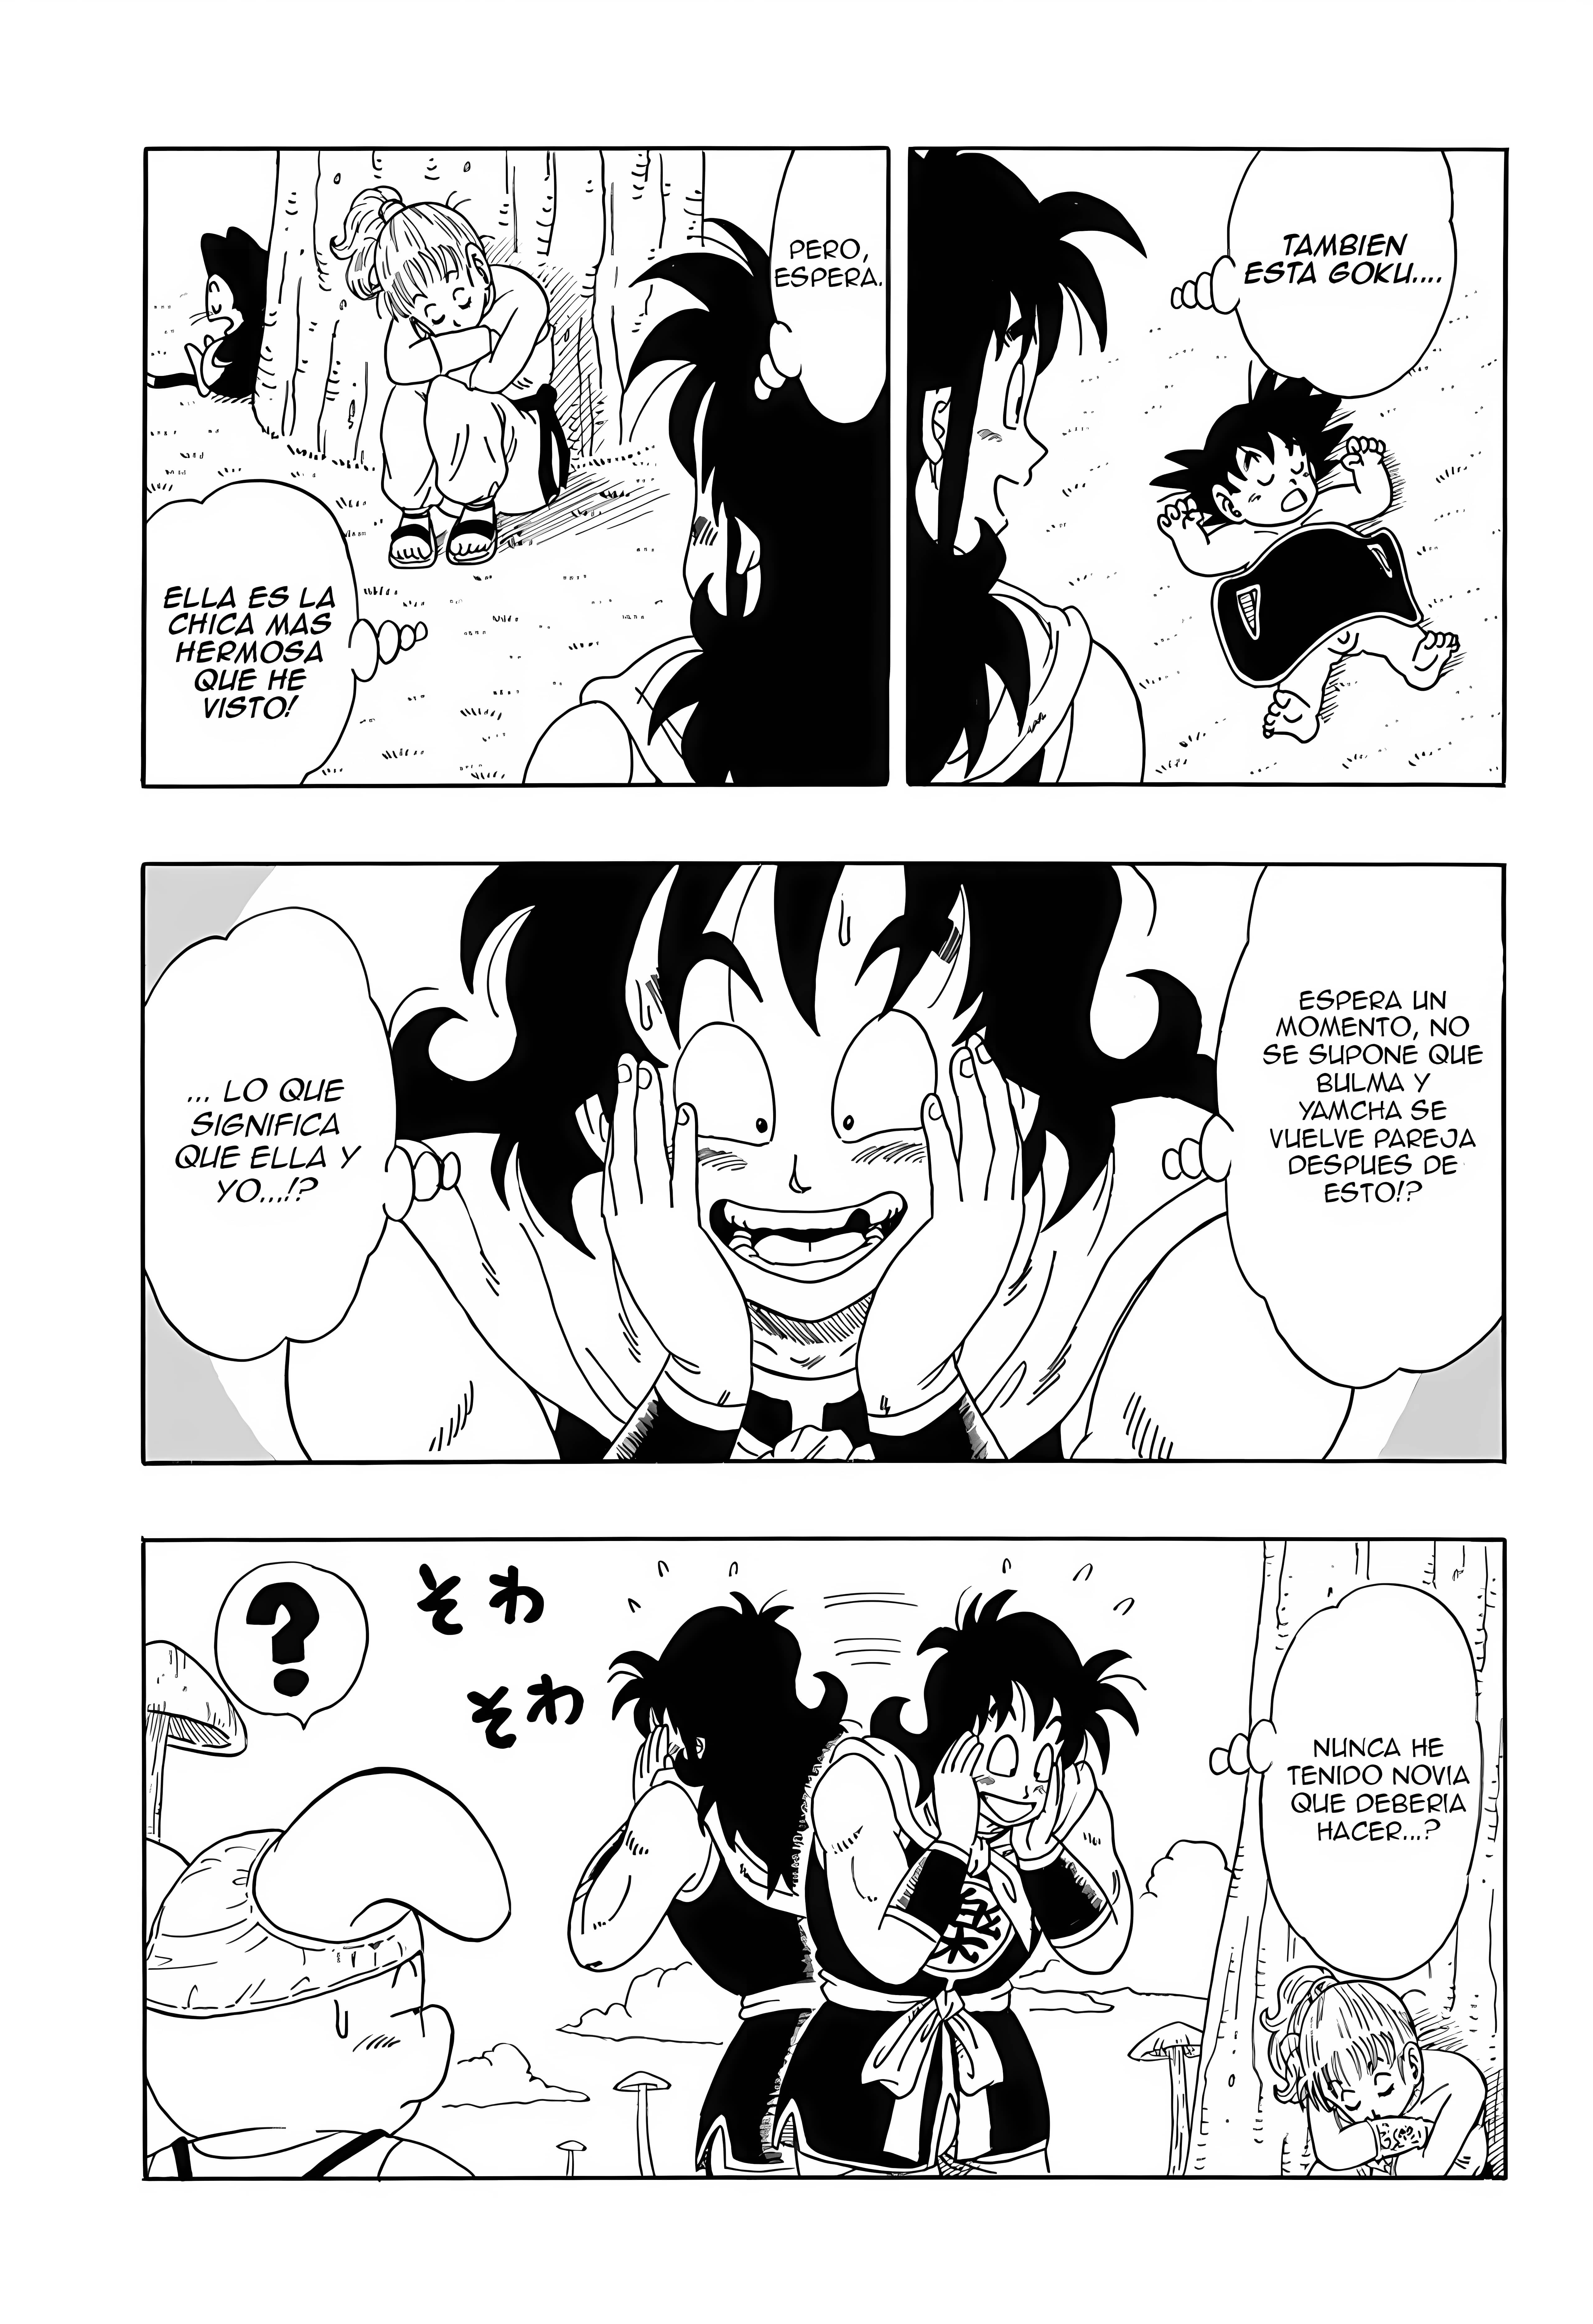 TAMBIEN
ESTA GOKU....
PERO,
ESPERA.
ELLA ES LA
CHICA MAS
HERMOSA
QUE HE
VISTO!
ESPERA UN
MOMENTO, NO
SE SUPONE QUE
BULMA Y
YAMCHA SE
VUELVE PAREJA
DESPUES DE
ESTO!?
... LO QUE
SIGNIFICA
QUE ELLA Y
YO...!?
NUNCA HE
TENIDO NOVIA
QUE DEBERIA
HACER...?
そわ
そわ
?